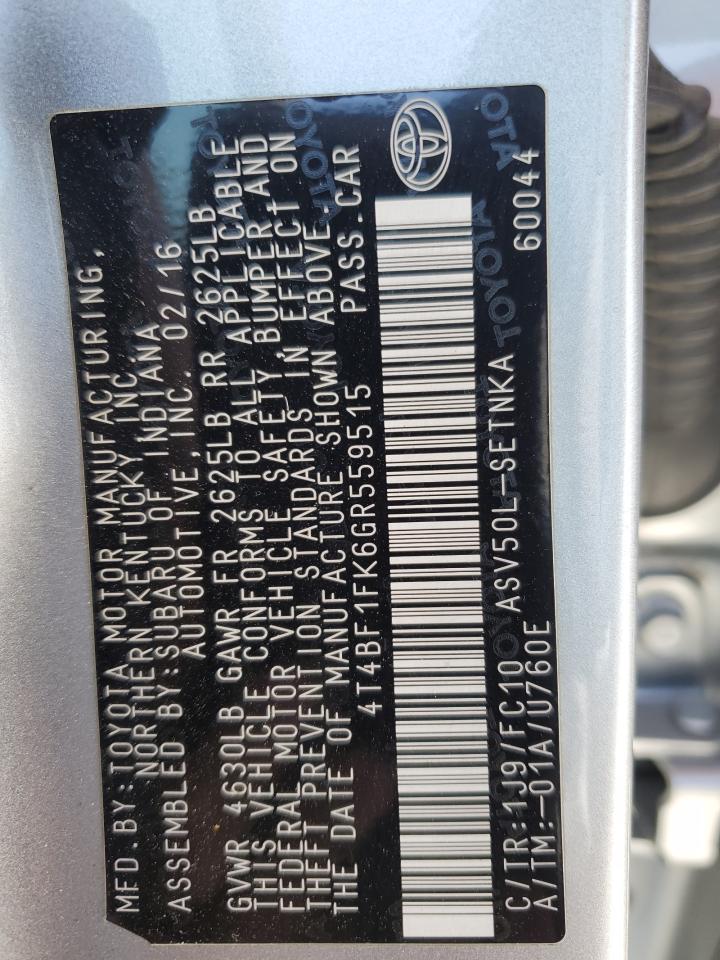 MFD.BY:TOYOTA MOTOR MANUFACTURING,
NORTHERN KENTUCKY INC.
ASSEMBLED BY:SUBARU OF INDIANA
AUTOMOTIVE,INC. 02/16
GVWR 4630LB GAWR FR 2625LB RR 2625LB
THIS VEHICLE CONFORMS TO ALL APPLICABLE
FEDERAL MOTOR VEHICLE SAFETY,BUMPER AND
THEFT PREVENTION STANDARDS IN EFFECT ON
THE DATE OF MANUFACTURE SHOWN ABOVE.
4T4BF1FK6GR559515 PASS.CAR
C/TR:1J9/FC10 ASV50L-SETNKA
A/TM:-01A/U760E 60044